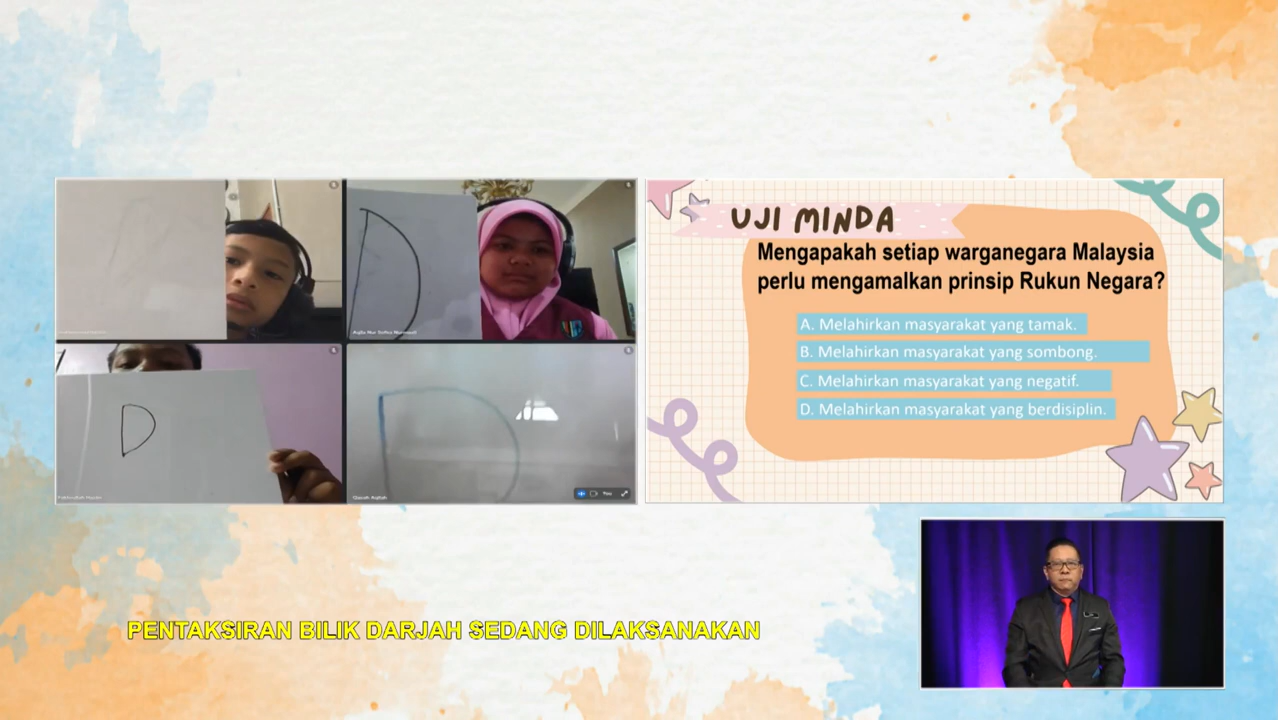 D
D
D
You
UJI MINDA
Mengapakah setiap warganegara Malaysia
perlu mengamalkan prinsip Rukun Negara?
A. Melahirkan masyarakat yang tamak.
B. Melahirkan masyarakat yang sombong.
C. Melahirkan masyarakat yang negatif.
D. Melahirkan masyarakat yang berdisiplin.
PENTAKSIRAN BILIK DARJAH SEDANG DILAKSANAKAN